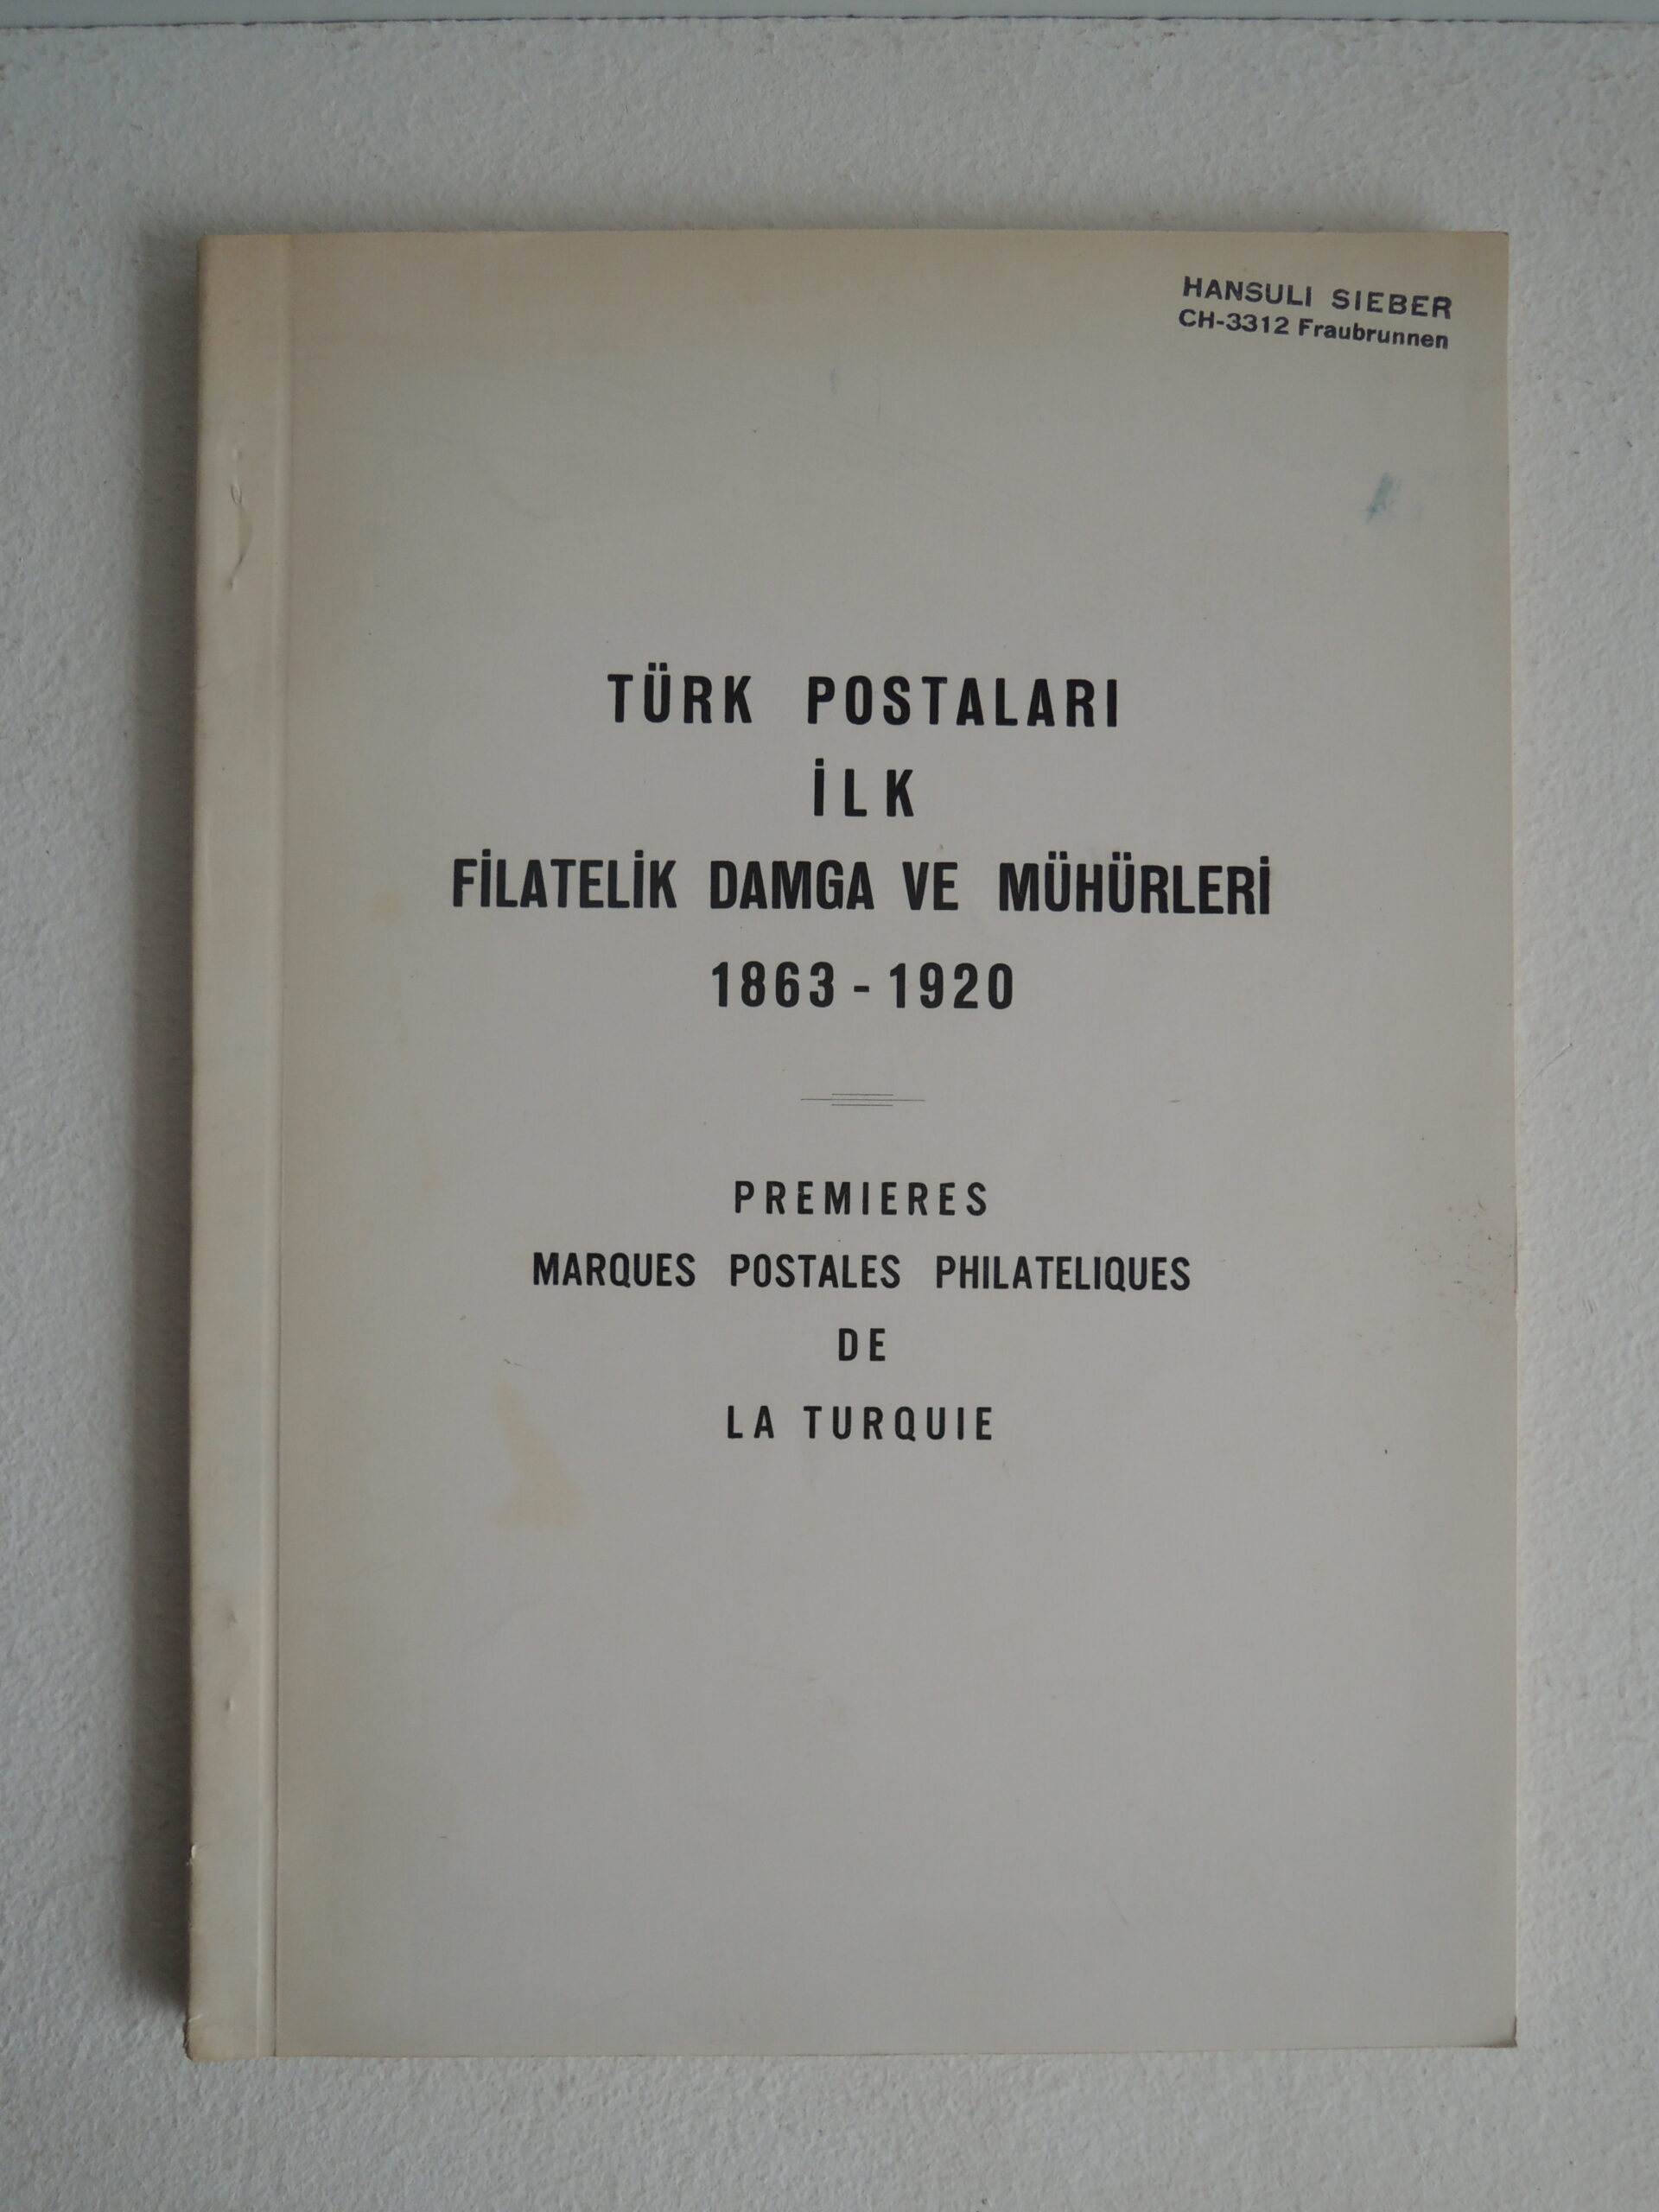 HANSULI SIEBER
CH-3312 Fraubrunnen
TÜRK POSTALARI
İLK
FİLATELİK DAMGA VE MÜHÜRLERİ
1863 - 1920
PREMIERES
MARQUES POSTALES PHILATELIQUES
DE
LA TURQUIE